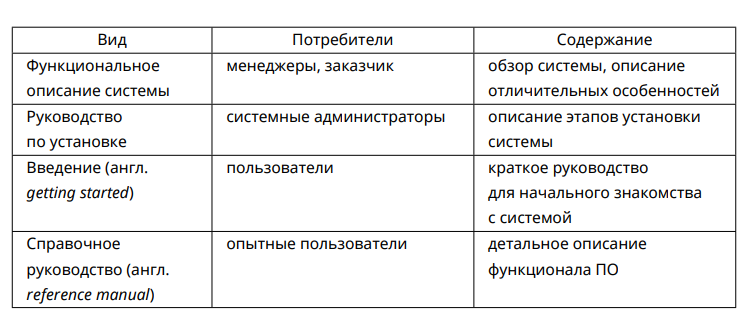 Вид Потребители Содержание
Функциональное менеджеры, заказчик обзор системы, описание
описание системы отличительных особенностей
Руководство системные администраторы описание этапов установки
по установке системы
Введение (англ. пользователи краткое руководство
getting started) для начального знакомства
с системой
Справочное опытные пользователи детальное описание
руководство (англ. функционала ПО
reference manual)